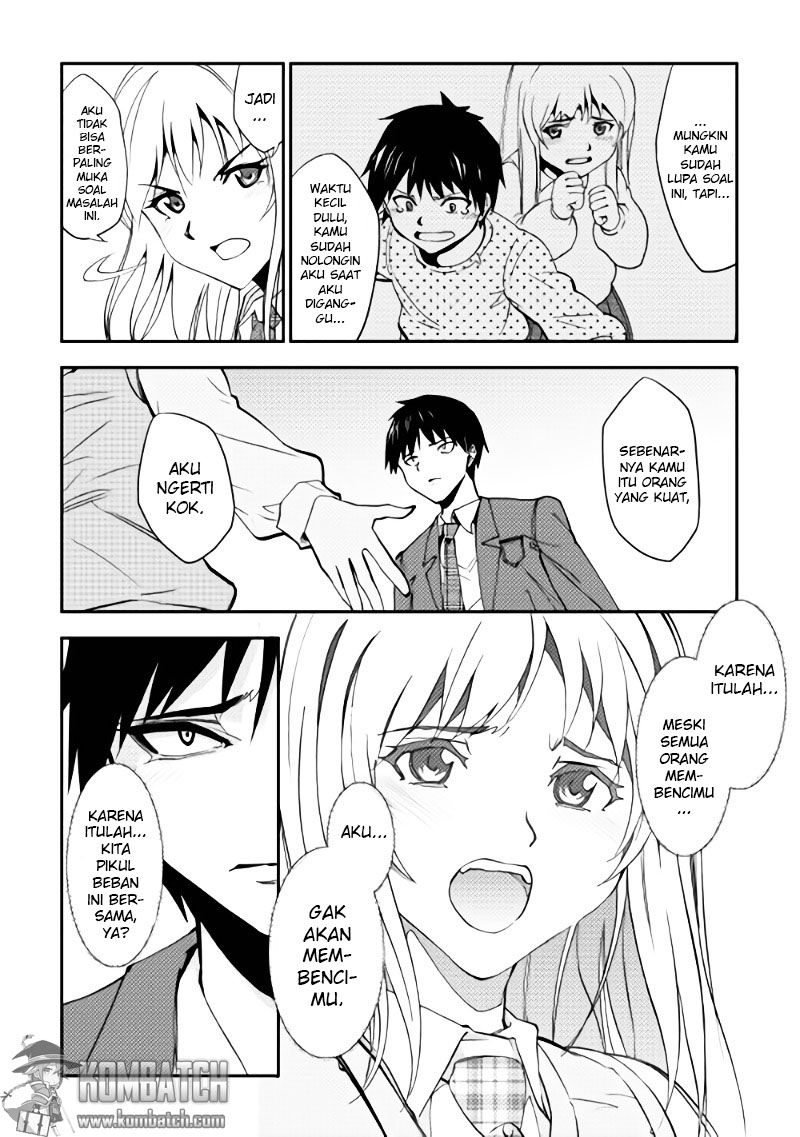 ...
MUNGKIN
KAMU
SUDAH
LUPA SOAL
INI, TAPI...
WAKTU
KECIL
DULU,
KAMU
SUDAH
NOLONGIN
AKU SAAT
AKU
DIGANG-
GU...
JADI
...
AKU
TIDAK
BISA
BER-
PALING
MUKA
SOAL
MASALAH
INI.
SEBENAR-
NYA KAMU
ITU ORANG
YANG KUAT,
AKU
NGERTI
KOK.
KARENA
ITULAH...
MESKI
SEMUA
ORANG
MEM-
BENCIMU
...
AKU...
GAK
AKAN
MEM-
BENCI-
MU.
KARENA
ITULAH...
KITA
PIKUL
BEBAN
INI BER-
SAMA,
YA?
KOMBATCH
www.kombatch.com